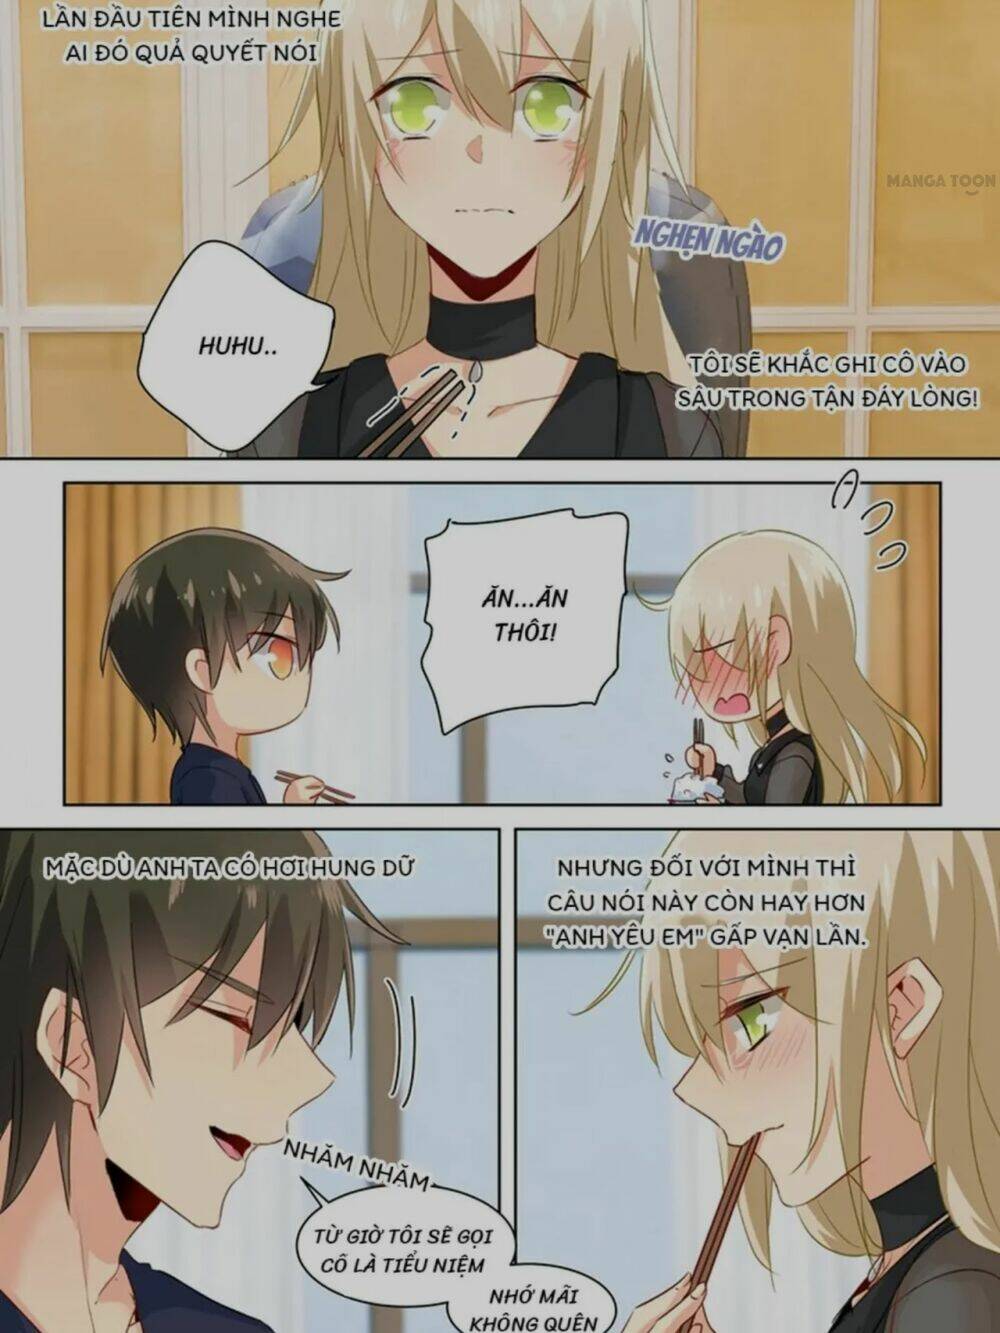 LẦN ĐẦU TIÊN MÌNH NGHE
AI ĐÓ QUẢ QUYẾT NÓI
MANGA TOON
NGHẸN NGÀO
HUHU..
TÔI SẼ KHẮC GHI CÔ VÀO
SÂU TRONG TẬN ĐÁY LÒNG!
ĂN...ĂN
THÔI!
MẶC DÙ ANH TA CÓ HƠI HUNG DỮ
NHƯNG ĐỐI VỚI MÌNH THÌ
CÂU NÓI NÀY CÒN HAY HƠN
"ANH YÊU EM" GẤP VẠN LẦN.
NHĂM NHĂM
TỪ GIỜ TÔI SẼ GỌI
CÔ LÀ TIỂU NIỆM
NHỚ MÃI
KHÔNG QUÊN